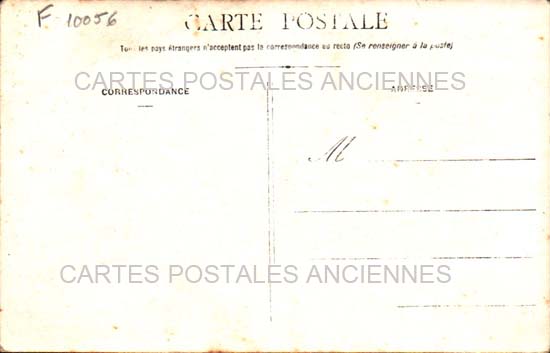 F 10056
CARTE POSTALE
Tous les pays étrangers n'acceptent pas la correspondance au recto (Se renseigner à la poste)
CARTES POSTALES ANCIENNES
CORRESPONDANCE
ADRESSE
M
CARTES POSTALES ANCIENNES